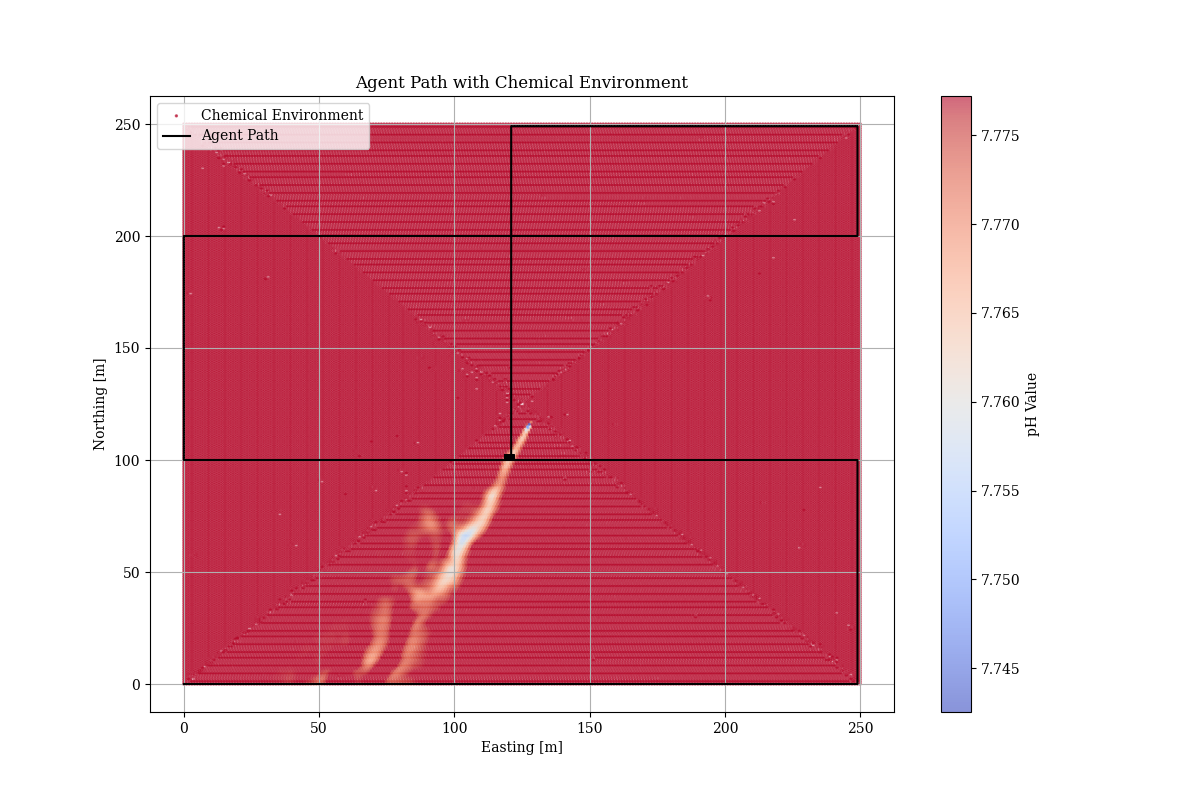 Agent Path with Chemical Environment
Chemical Environment
Agent Path
250
200
150
100
50
0
Northing [m]
0 50 100 150 200 250
Easting [m]
7.775
7.770
7.765
7.760
7.755
7.750
7.745
pH Value